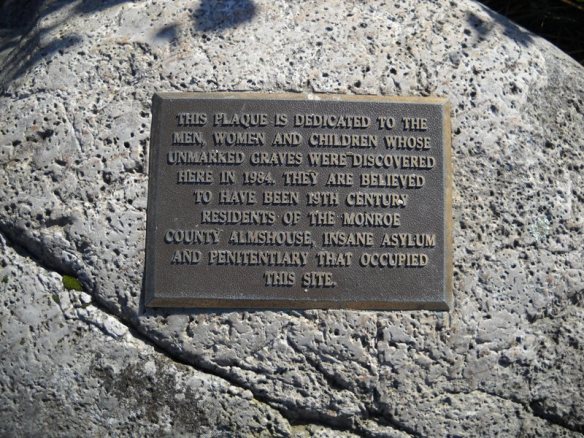 THIS PLAQUE IS DEDICATED TO THE
MEN, WOMEN AND CHILDREN WHOSE
UNMARKED GRAVES WERE DISCOVERED
HERE IN 1984. THEY ARE BELIEVED
TO HAVE BEEN 19TH CENTURY
RESIDENTS OF THE MONROE
COUNTY ALMSHOUSE, INSANE ASYLUM
AND PENITENTIARY THAT OCCUPIED
THIS SITE.